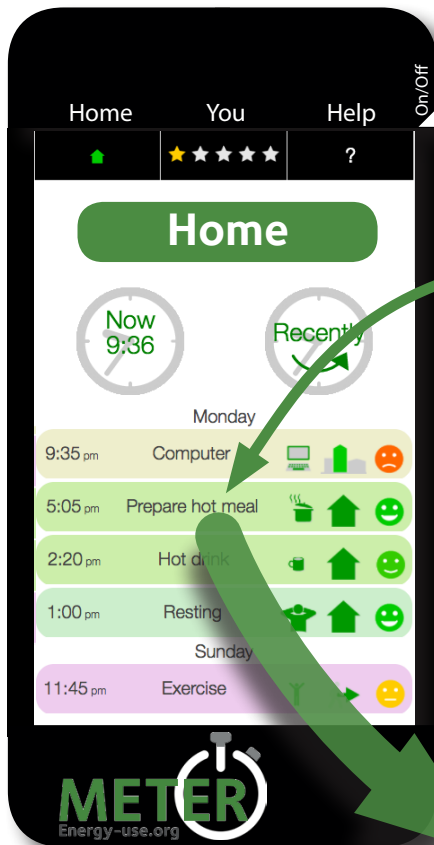 On/Off
Home You Help
?
Home
Now
9:36
Recently
Monday
9:35 pm Computer
5:05 pm Prepare hot meal
2:20 pm Hot drink
1:00 pm Resting
Sunday
11:45 pm Exercise
METER
Energy-use.org